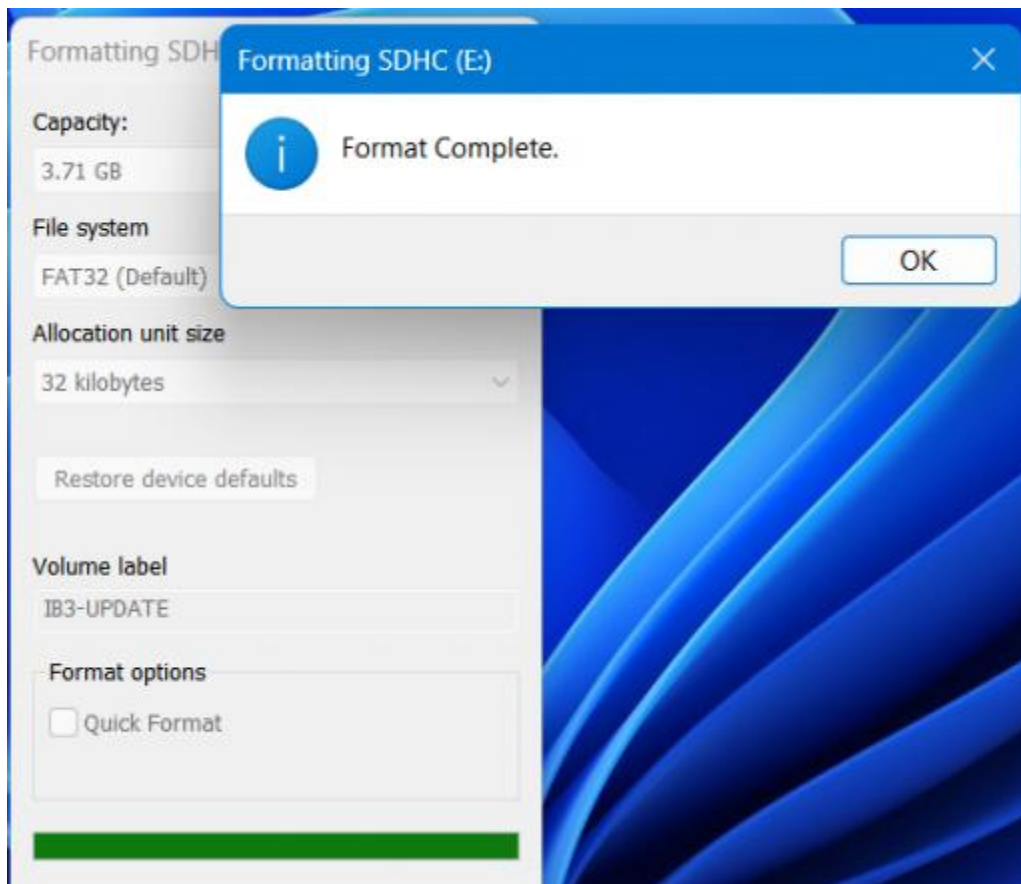 Formatting SDH
Formatting SDHC (E:)
Format Complete.
OK
Capacity:
3.71 GB
File system
FAT32 (Default)
Allocation unit size
32 kilobytes
Restore device defaults
Volume label
IB3-UPDATE
Format options
Quick Format